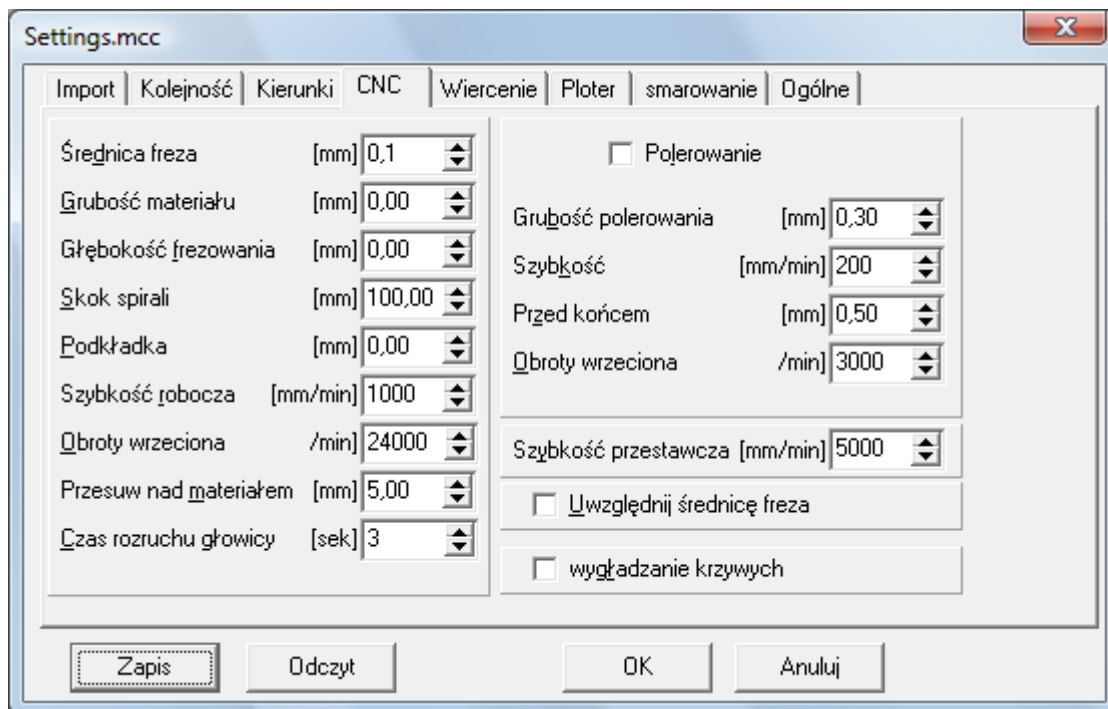 Settings.mcc
Import Kolejność Kierunki CNC Wiercenie Ploter smarowanie Ogólne
Średnica freza [mm] 0,1
Grubość materiału [mm] 0,00
Głębokość frezowania [mm] 0,00
Skok spirali [mm] 100,00
Podkładka [mm] 0,00
Szybkość robocza [mm/min] 1000
Obroty wrzeciona /min] 24000
Przesuw nad materiałem [mm] 5,00
Czas rozruchu głowicy [sek] 3
Polerowanie
Grubość polerowania [mm] 0,30
Szybkość [mm/min] 200
Przed końcem [mm] 0,50
Obroty wrzeciona /min] 3000
Szybkość przestawcza [mm/min] 5000
Uwzględnij średnicę freza
wygładzanie krzywych
Zapis Odczyt OK Anuluj